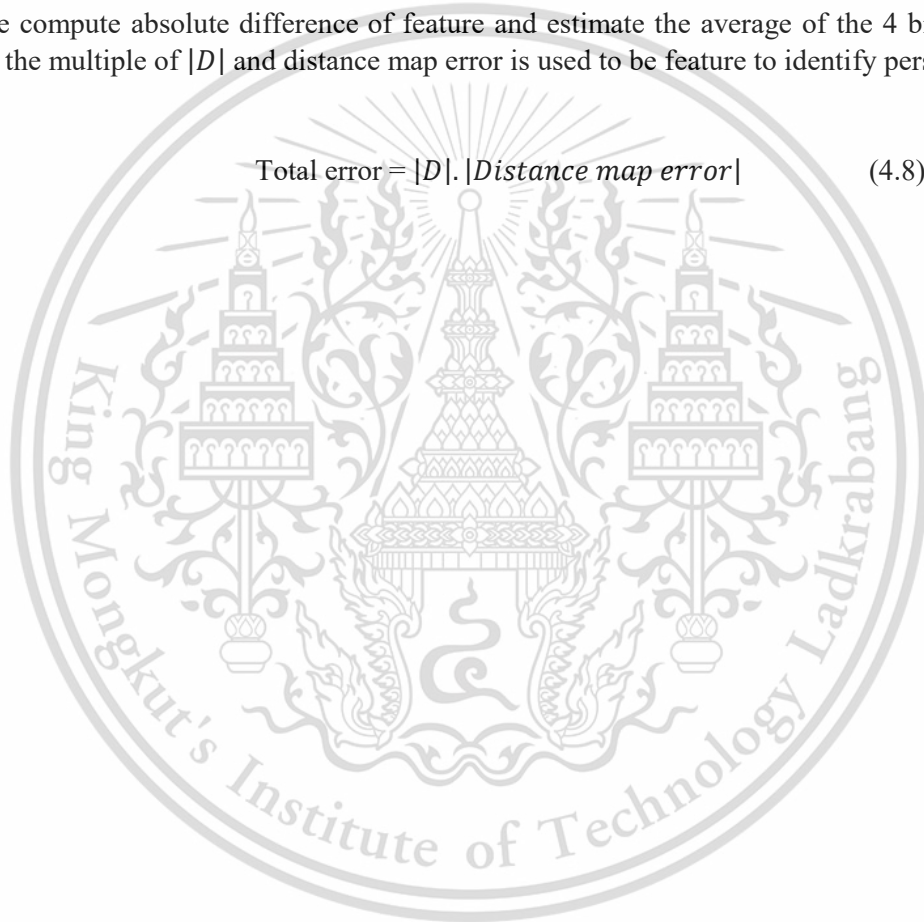 compute absolute difference of feature and estimate the average of the 4 b
the multiple of |D| and distance map error is used to be feature to identify pers
Total error = |D|. |Distance map error| (4.8)
King Mongkut's Institute of Technology Ladkrabang